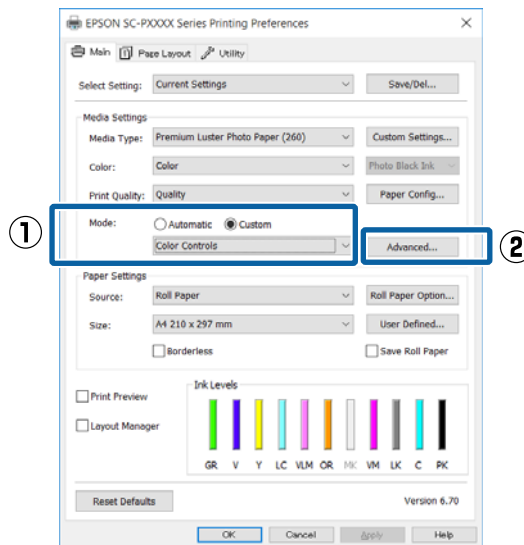 EPSON SC-PXXXX Series Printing Preferences
Main Page Layout Utility
Select Setting: Current Settings Save/Del...
Media Settings
Media Type: Premium Luster Photo Paper (260) Custom Settings...
Color: Color Photo Black Ink
Print Quality: Quality Paper Config...
① Mode: Automatic Custom
Color Controls Advanced... ②
Paper Settings
Source: Roll Paper Roll Paper Option...
Size: A4 210 x 297 mm User Defined...
Borderless Save Roll Paper
Ink Levels
Print Preview
Layout Manager
GR V Y LC VLM OR MK VM LK C PK
Reset Defaults Version 6.70
OK Cancel Apply Help